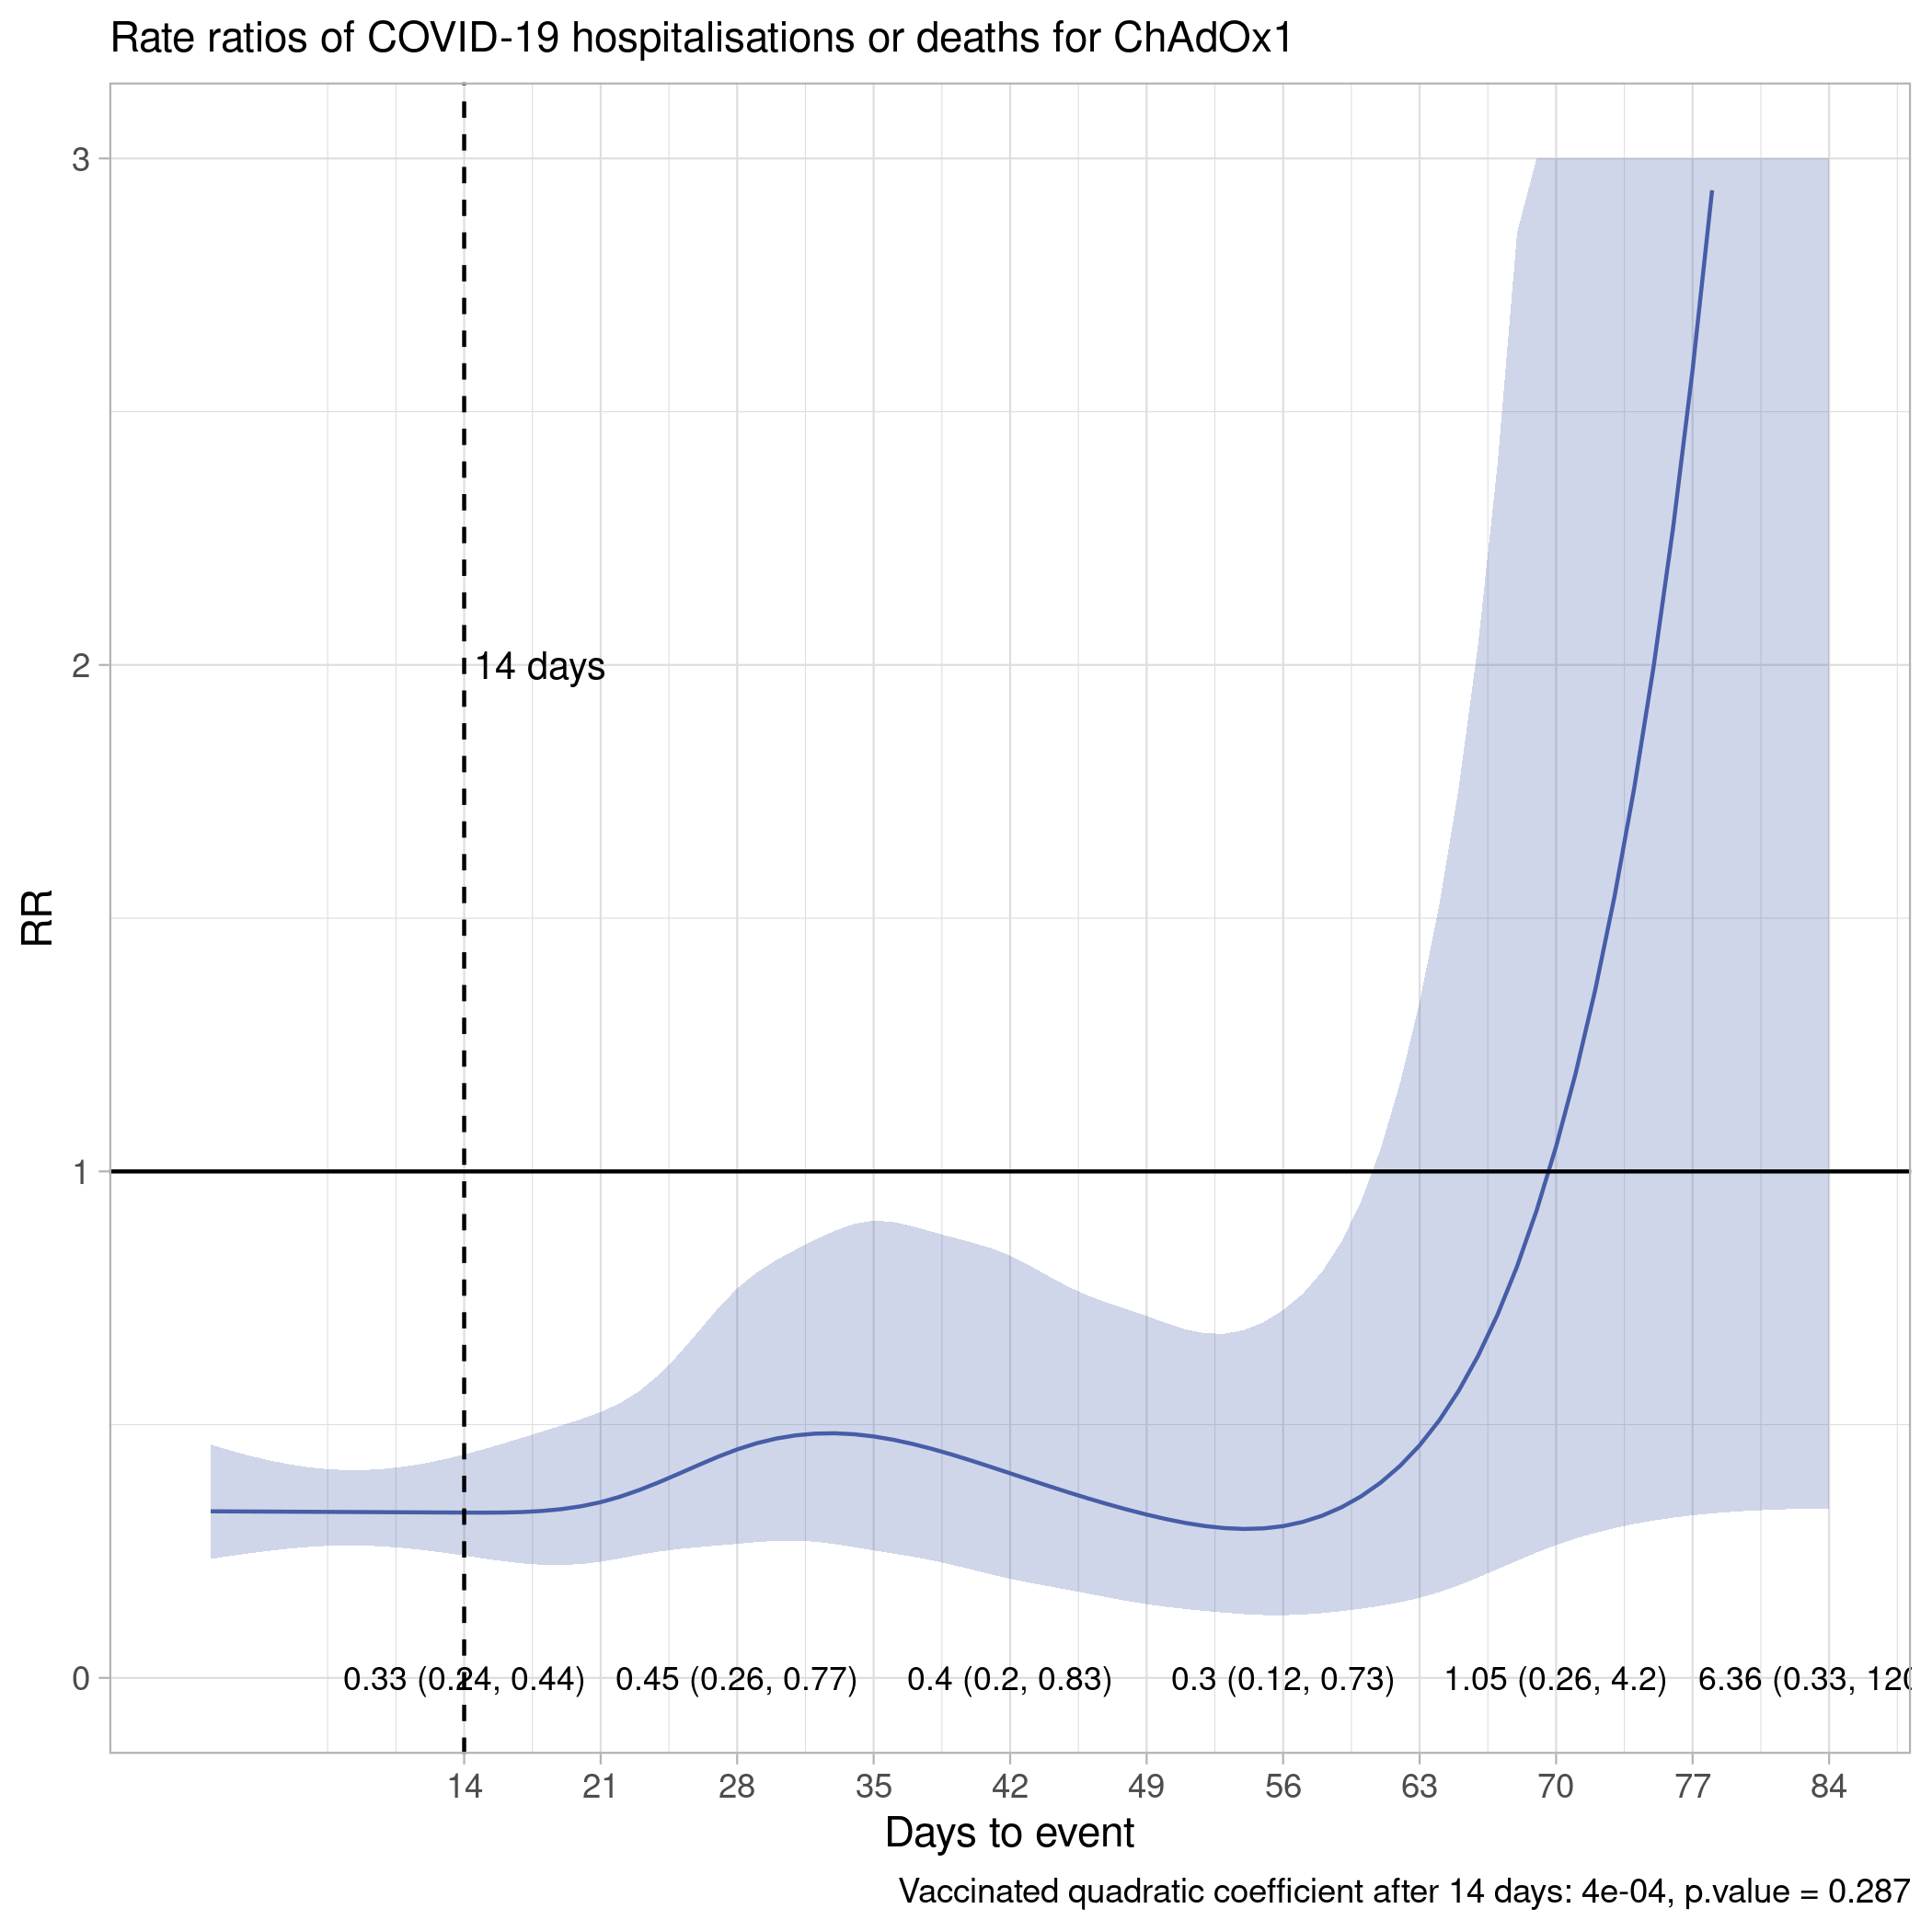 Rate ratios of COVID-19 hospitalisations or deaths for ChAdOx1
3
2
1
0
RR
14 days
0.33 (0.24, 0.44) 0.45 (0.26, 0.77) 0.4 (0.2, 0.83) 0.3 (0.12, 0.73) 1.05 (0.26, 4.2) 6.36 (0.33,
14 21 28 35 42 49 56 63 70 77 84
Days to event
Vaccinated quadratic coefficient after 14 days: 4e-04, p.value = 0.287